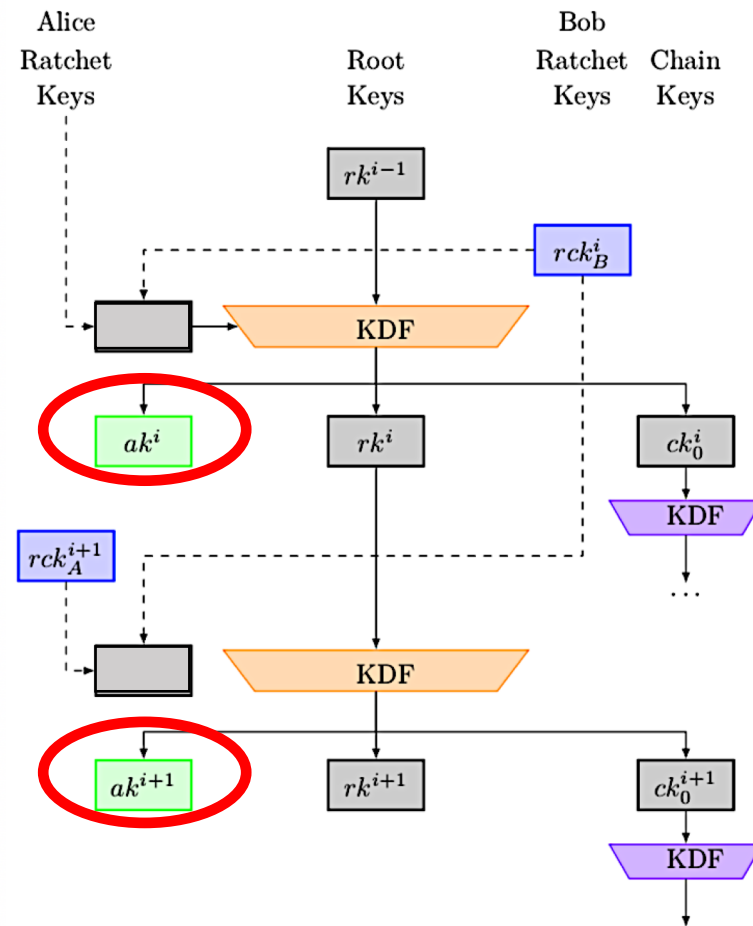 Alice
Ratchet
Keys
Root
Keys
Bob
Ratchet
Keys
Chain
Keys
rk^{i−1}
rck_B^i
KDF
ak^i
rk^i
ck_0^i
KDF
rck_A^{i+1}
...
KDF
ak^{i+1}
rk^{i+1}
ck_0^{i+1}
KDF